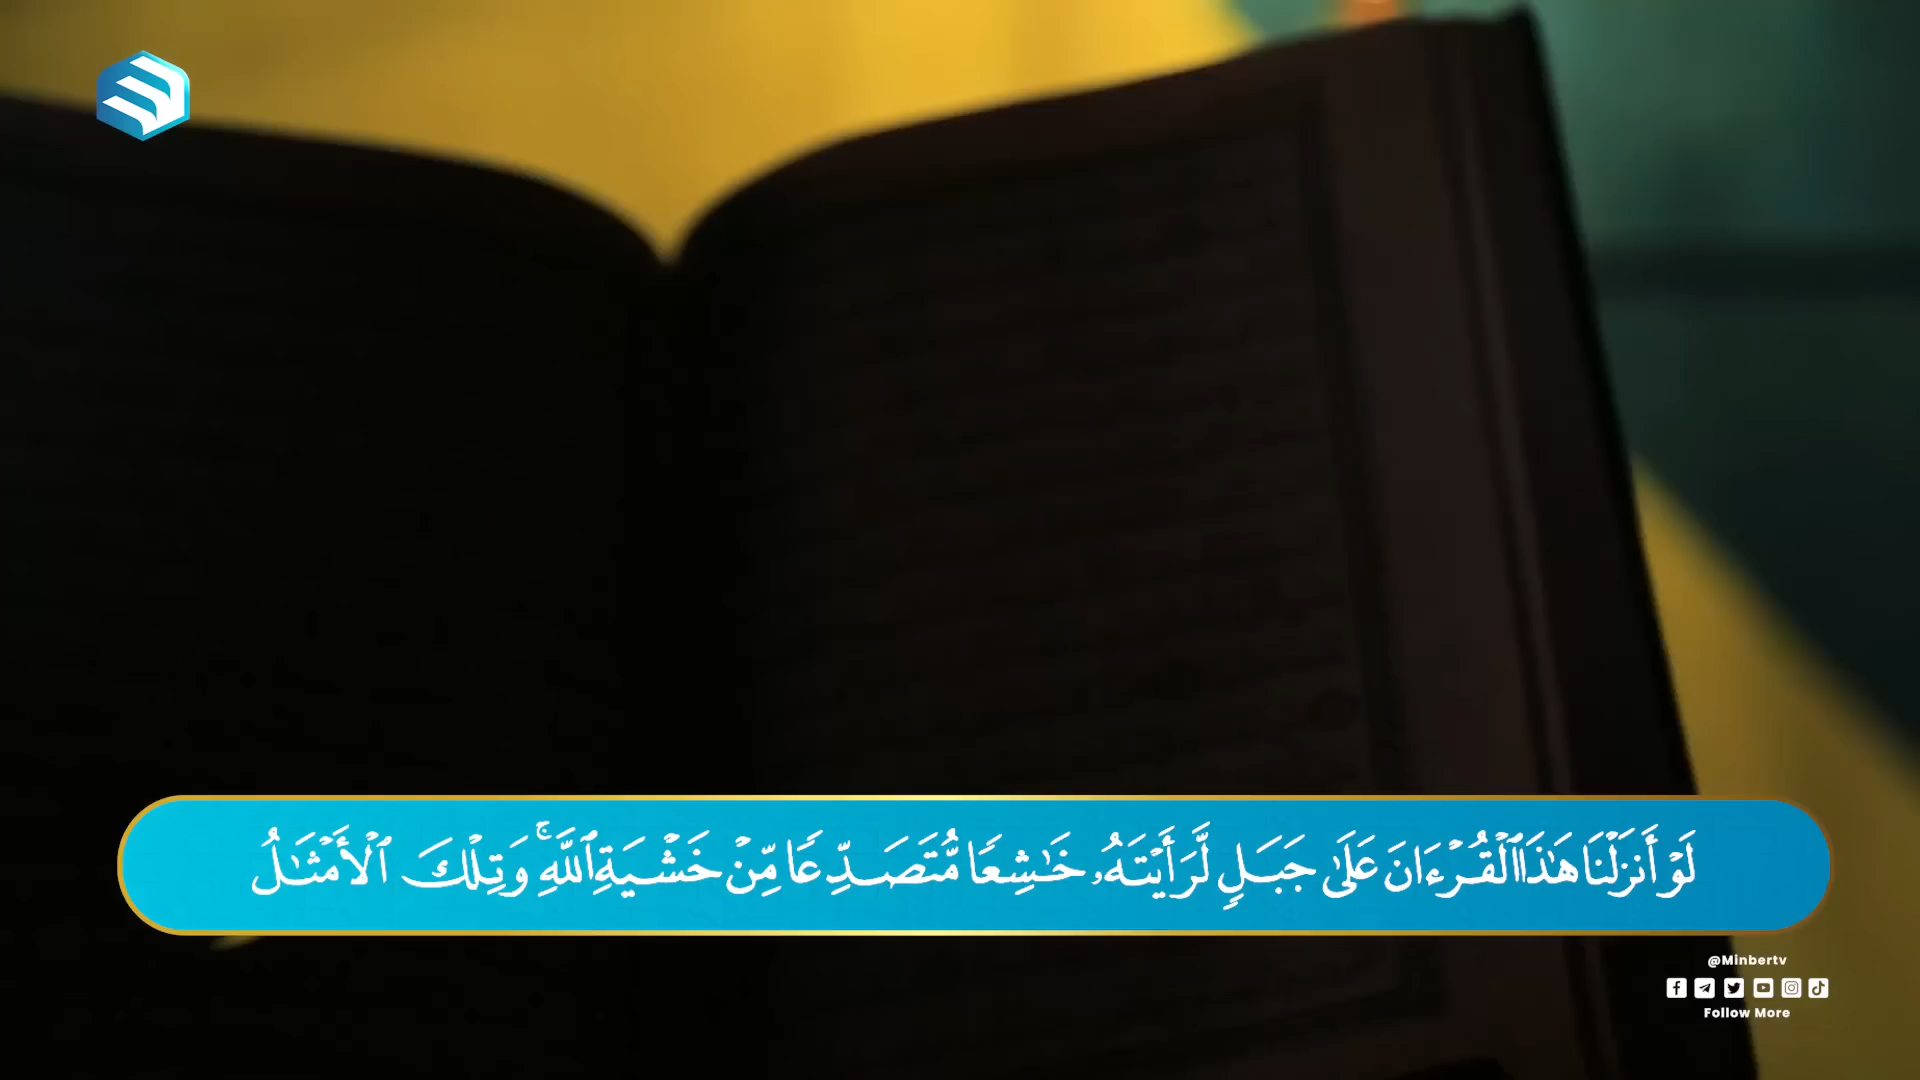 لَوْ أَنزَلْنَا هَٰذَا ٱلْقُرْءَانَ عَلَىٰ جَبَلٍ لَّرَأَيْتَهُۥ خَٰشِعًا مُّتَصَدِّعًا مِّنْ خَشْيَةِ ٱللَّهِ ۚ وَتِلْكَ ٱلْأَمْثَٰلُ
@Minbertv
Follow More